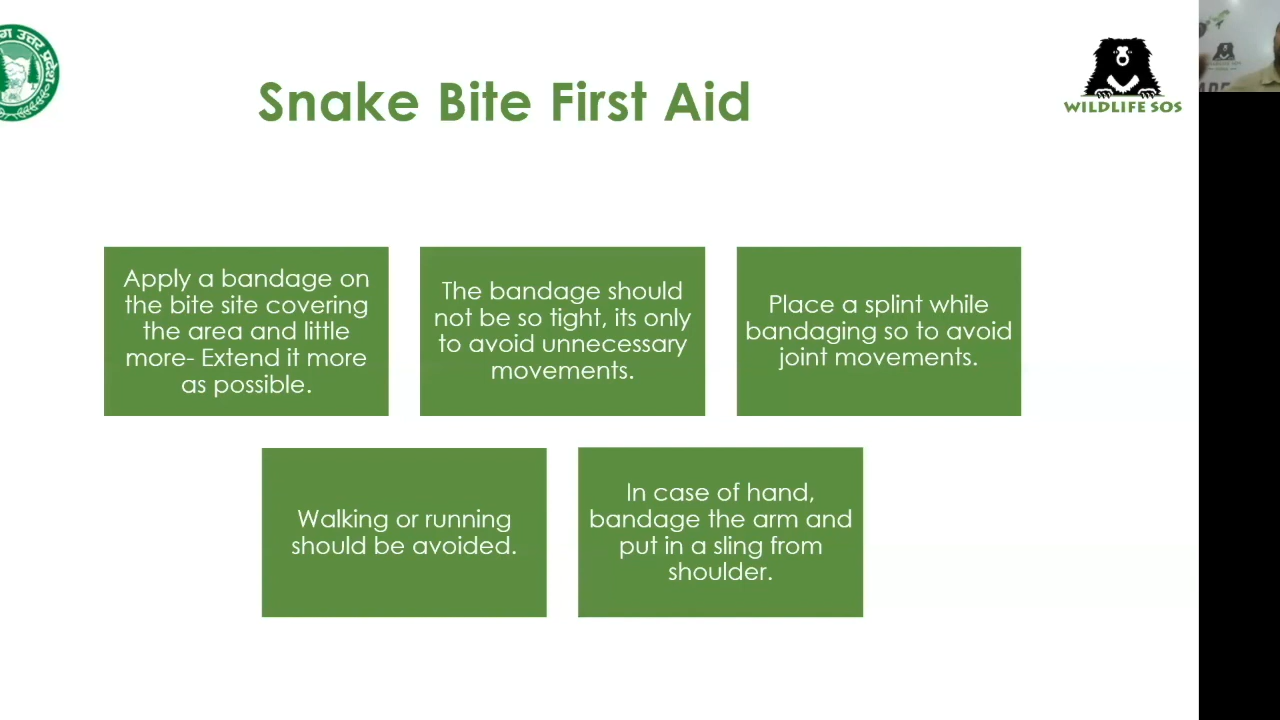 उत्तर प्रदेश
WILDLIFE SOS
Snake Bite First Aid
Apply a bandage on
the bite site covering
the area and little
more- Extend it more
as possible.
The bandage should
not be so tight, its only
to avoid unnecessary
movements.
Place a splint while
bandaging so to avoid
joint movements.
Walking or running
should be avoided.
In case of hand,
bandage the arm and
put in a sling from
shoulder.